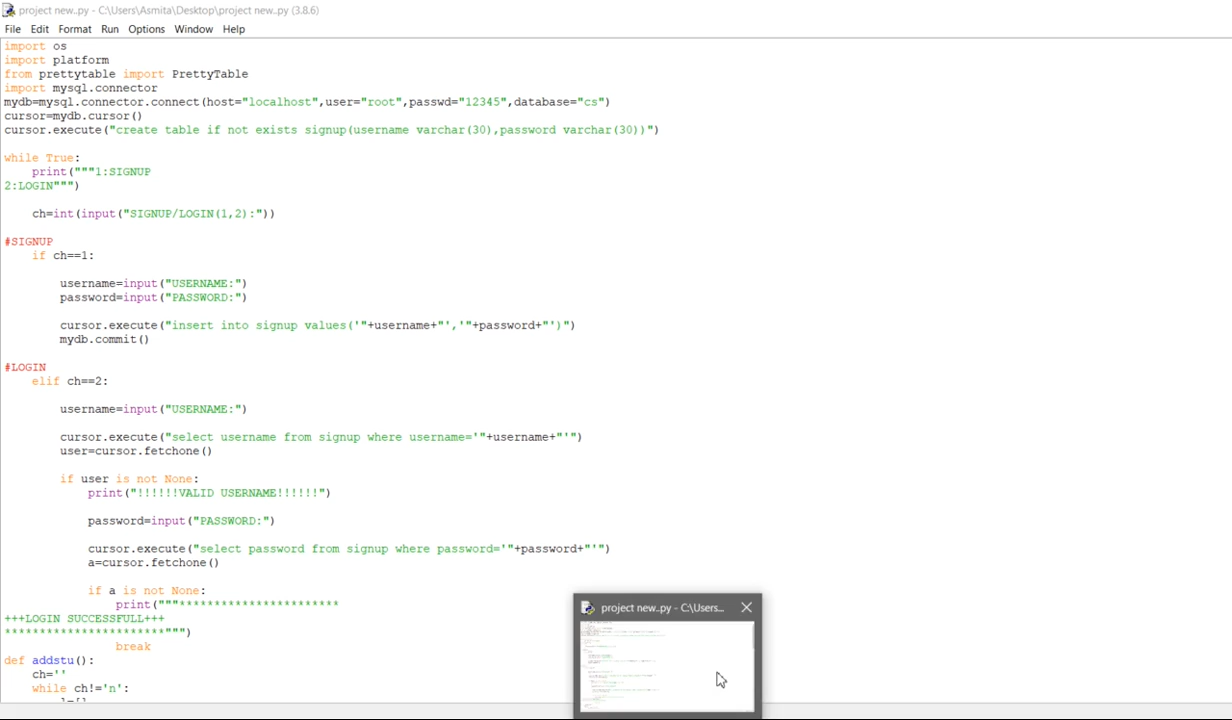 project new..py - C:\Users\Asmita\Desktop\project new..py (3.8.6)
File Edit Format Run Options Window Help
import os
import platform
from prettytable import PrettyTable
import mysql.connector
mydb=mysql.connector.connect(host="localhost",user="root",passwd="12345",database="cs")
cursor=mydb.cursor()
cursor.execute("create table if not exists signup(username varchar(30),password varchar(30))")
while True:
    print("""1:SIGNUP
2:LOGIN""")
    ch=int(input("SIGNUP/LOGIN(1,2):"))
#SIGNUP
    if ch==1:
        username=input("USERNAME:")
        password=input("PASSWORD:")
        cursor.execute("insert into signup values('"+username+"','"+password+"')")
        mydb.commit()
#LOGIN
    elif ch==2:
        username=input("USERNAME:")
        cursor.execute("select username from signup where username='"+username+"'")
        user=cursor.fetchone()
        if user is not None:
            print("!!!!!!VALID USERNAME!!!!!!")
            password=input("PASSWORD:")
            cursor.execute("select password from signup where password='"+password+"'")
            a=cursor.fetchone()
            if a is not None:
                print("""***********************
+++LOGIN SUCCESSFULL+++
***********************""")
                break
def addstu():
    ch=''
    while ch!='n':
project new..py - C:\Users...